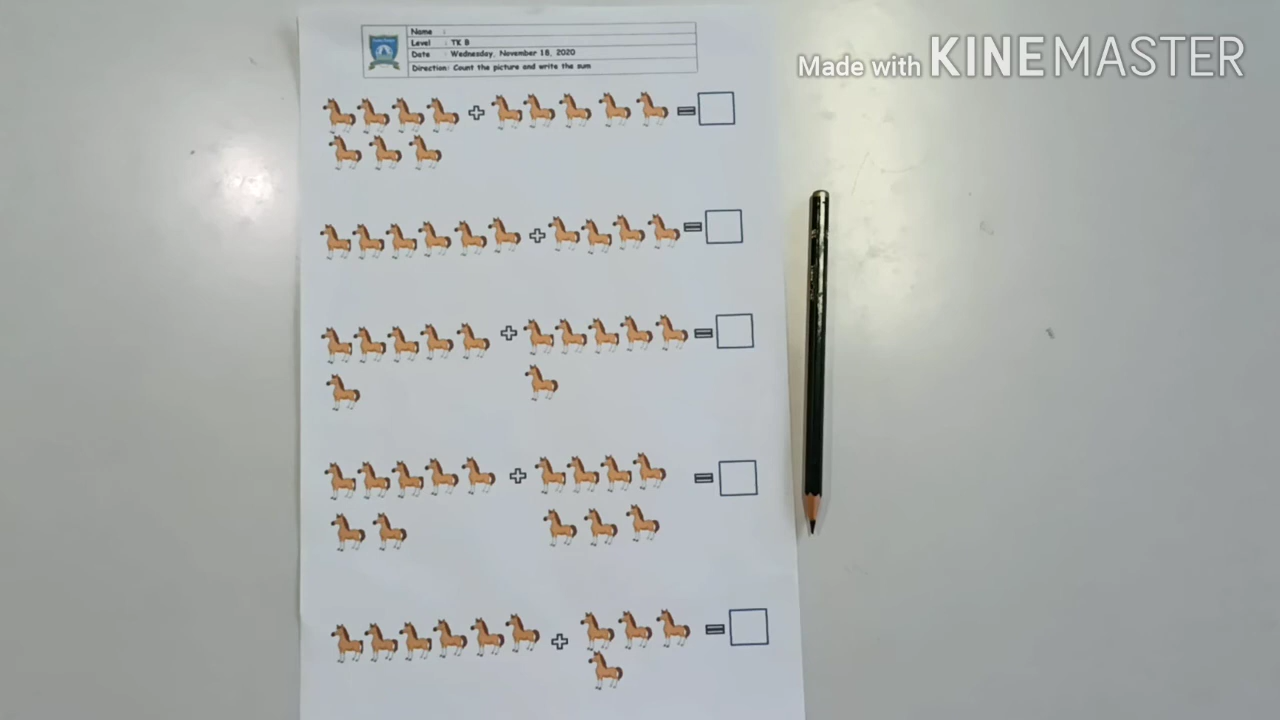 Made with KINEMASTER
Name :
Level : TK B
Date : Wednesday, November 18, 2020
Direction: Count the picture and write the sum
+ =
+ =
+ =
+ =
+ =